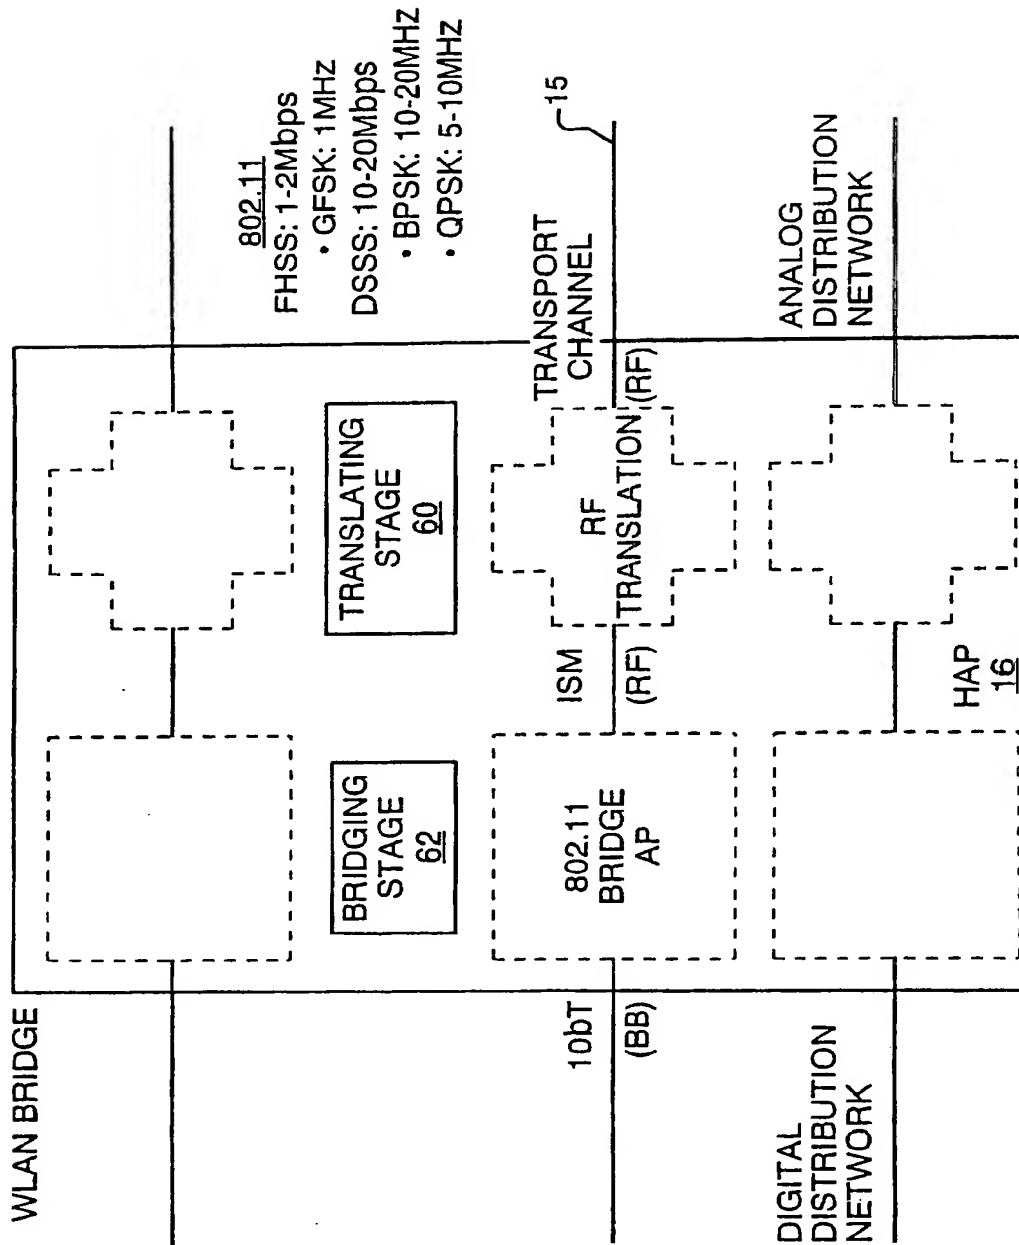 WLAN BRIDGE
802.11
FHSS: 1-2Mbps
• GFSK: 1MHz
DSSS: 10-20Mbps
• BPSK: 10-20MHz
• QPSK: 5-10MHz
BRIDGING
STAGE
62
TRANSLATING
STAGE
60
10bT
(BB)
802.11
BRIDGE
AP
ISM
(RF)
RF
TRANSLATION
TRANSPORT
CHANNEL
(RF)
15
DIGITAL
DISTRIBUTION
NETWORK
HAP
16
ANALOG
DISTRIBUTION
NETWORK